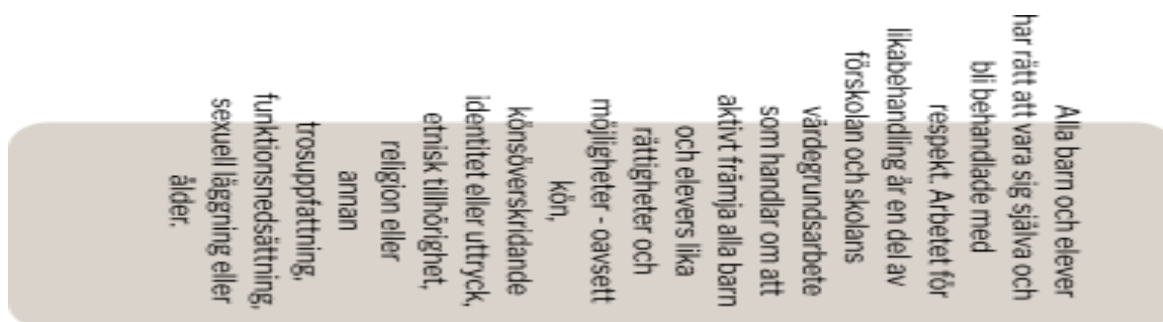 Alla barn och elever
har rätt att vara sig själva och
bli behandlade med
respekt. Arbetet för
likabehandling är en del av
förskolan och skolans
värdegrundsarbete
som handlar om att
aktivt främja alla barn
och elevers lika
rättigheter och
möjligheter - oavsett
kön,
könsöverskridande
identitet eller uttryck,
etnisk tillhörighet,
religion eller
annan
trosuppfattning,
funktionsnedsättning,
sexuell läggning eller
ålder.